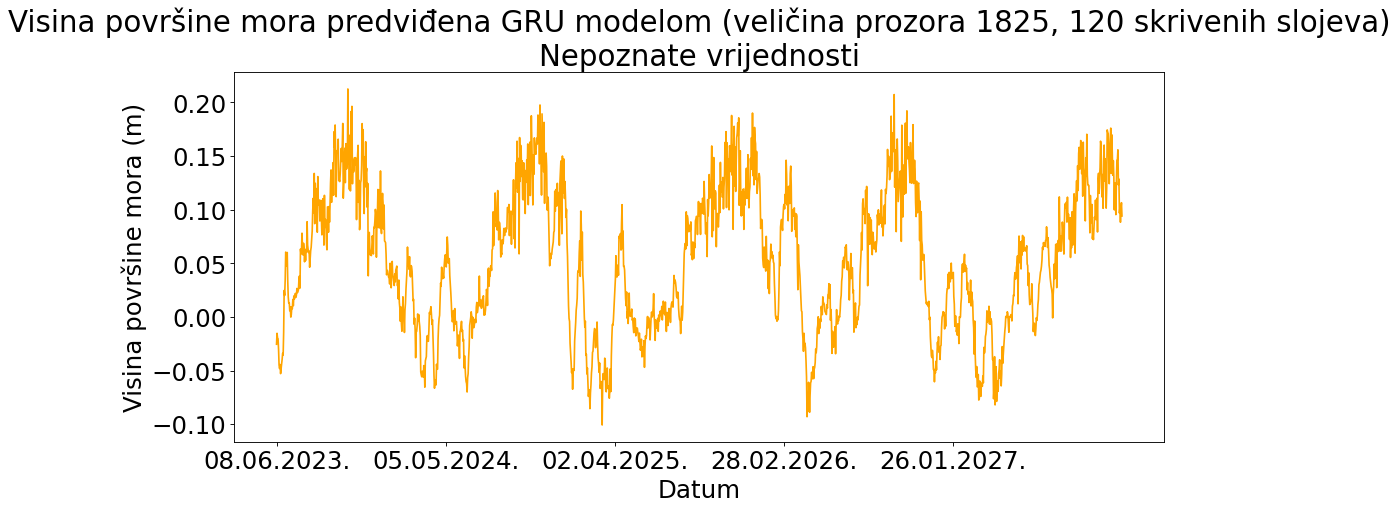 Visina površine mora predviđena GRU modelom (veličina prozora 1825, 120 skrivenih slojeva)
Nepoznate vrijednosti
Visina površine mora (m)
0.20
0.15
0.10
0.05
0.00
−0.05
−0.10
08.06.2023. 05.05.2024. 02.04.2025. 28.02.2026. 26.01.2027.
Datum